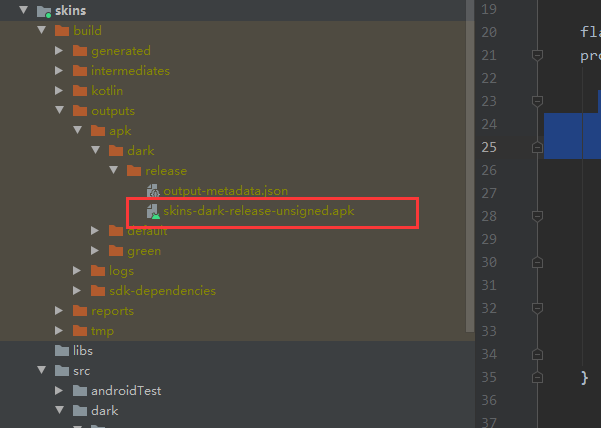 skins
build
generated
intermediates
kotlin
outputs
apk
dark
release
output-metadata.json
skins-dark-release-unsigned.apk
default
green
logs
sdk-dependencies
reports
tmp
libs
src
androidTest
dark
19
20 fla
21 pro
22
23
24
25
26
27
28
29
30
31
32
33
34
35 }
36
37